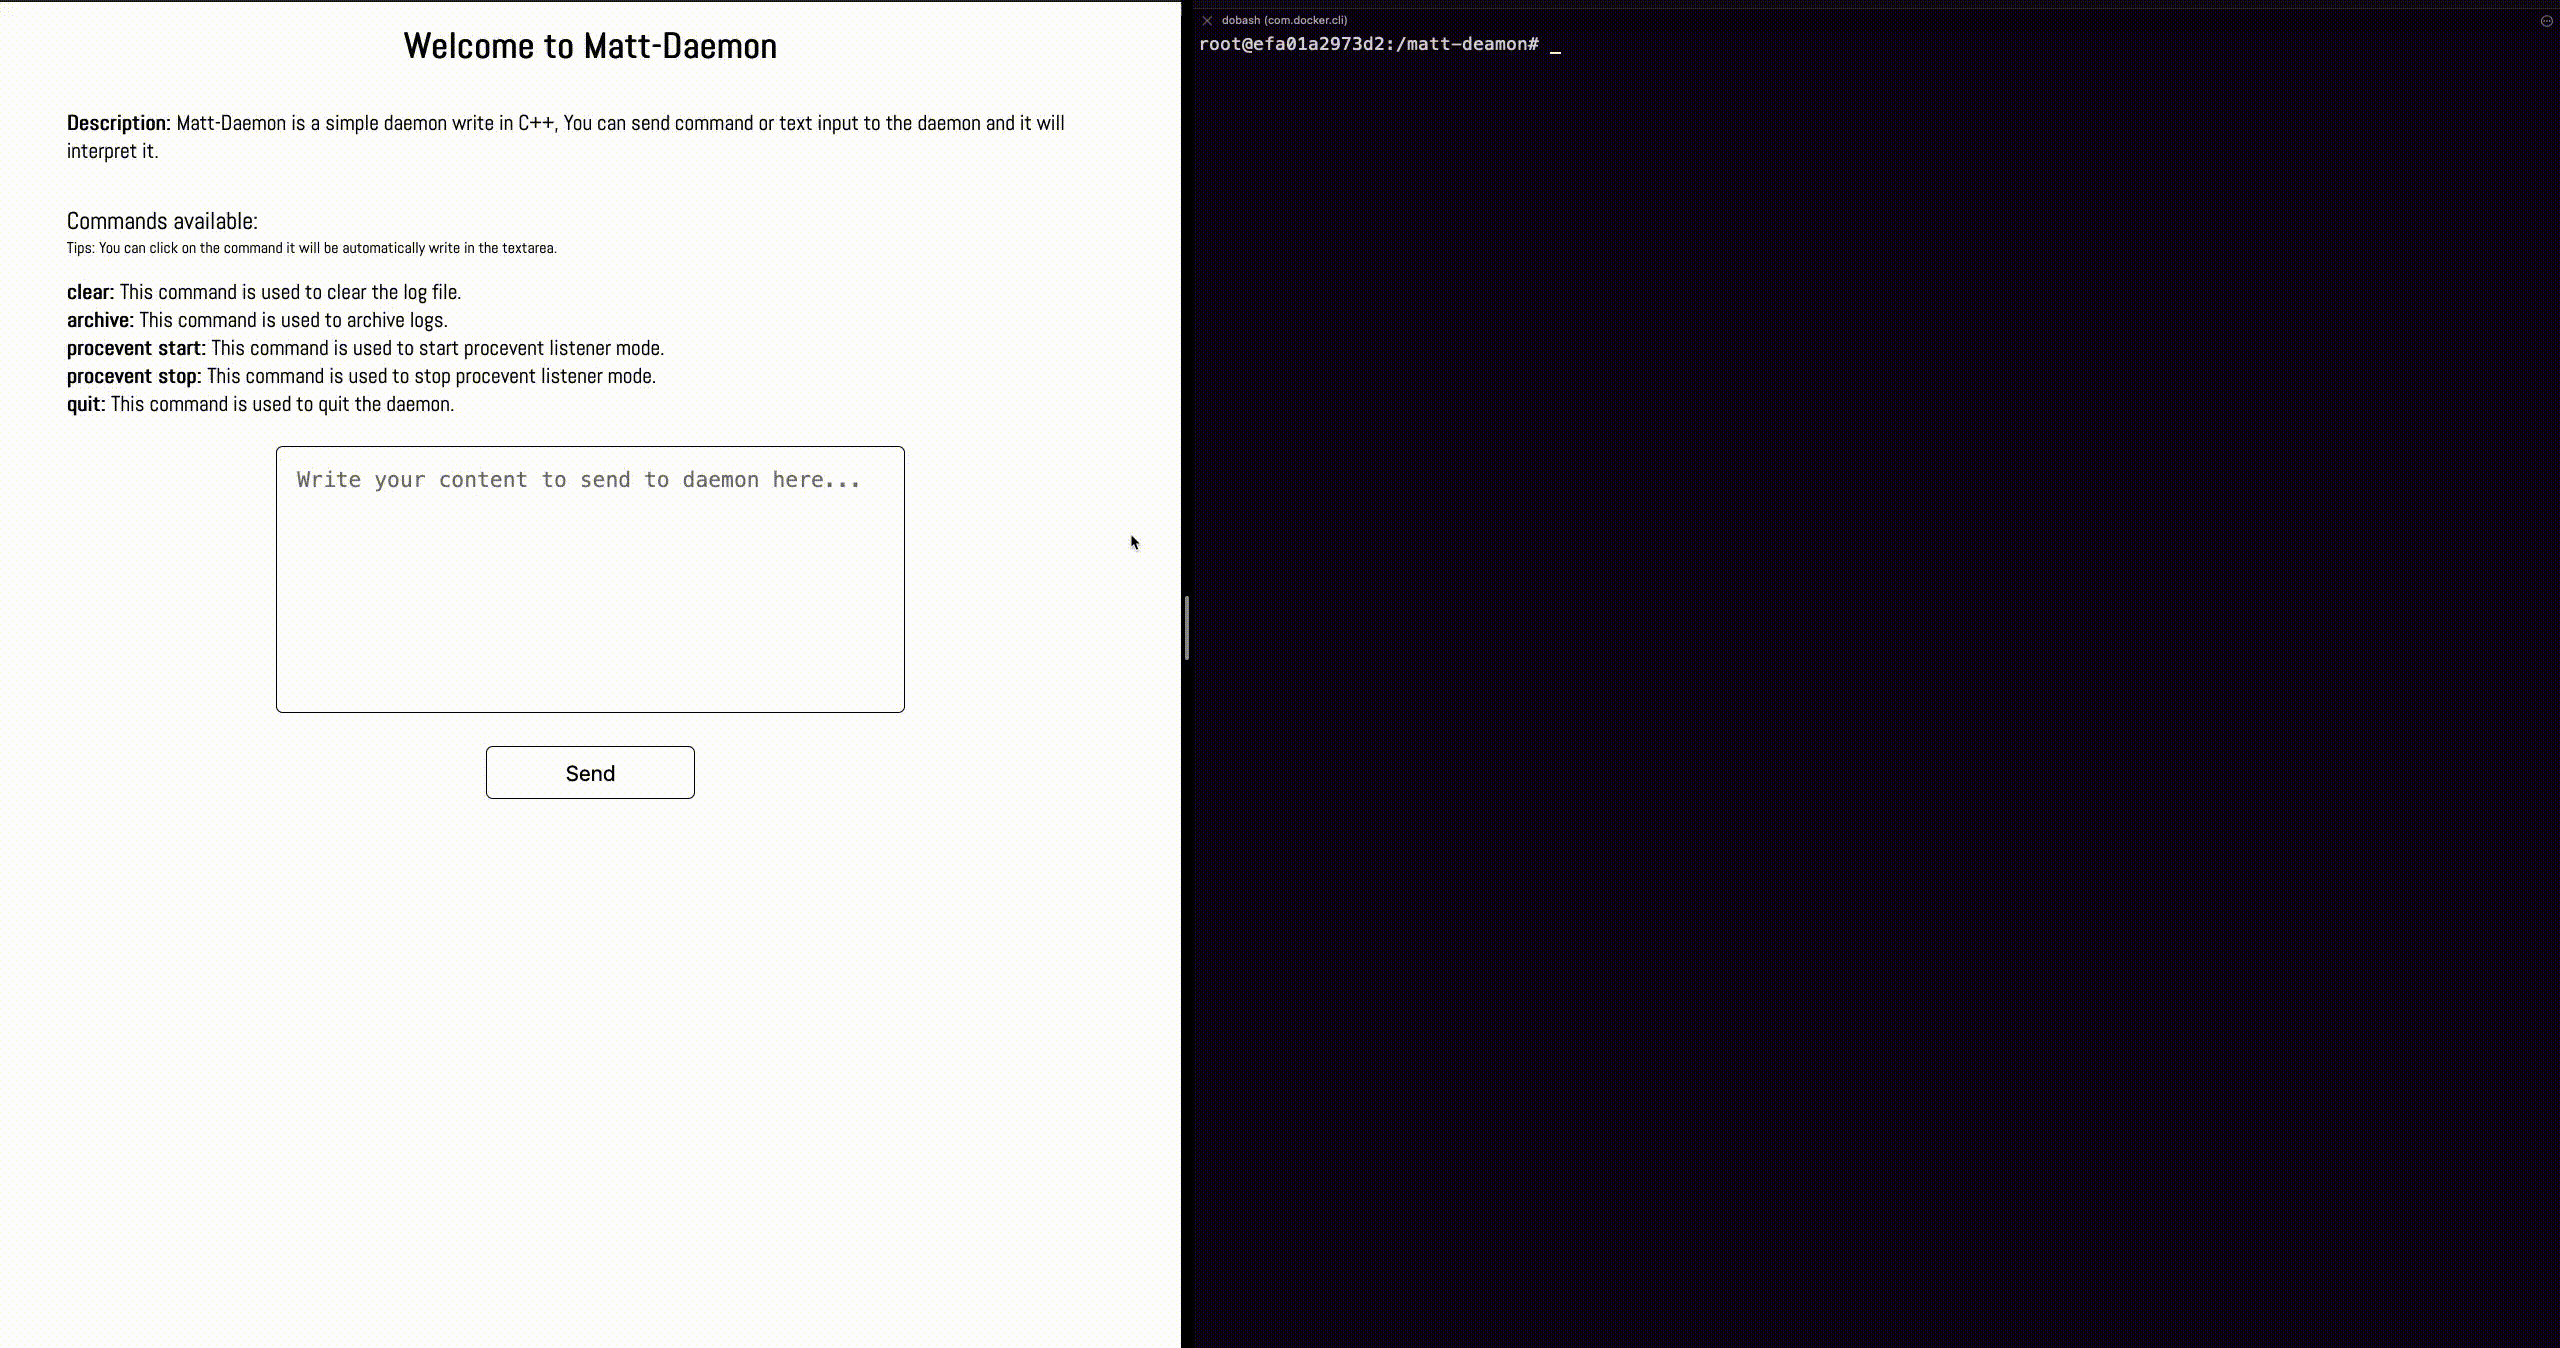 Welcome to Matt-Daemon
Description: Matt-Daemon is a simple daemon write in C++, You can send command or text input to the daemon and it will
interpret it.
Commands available:
Tips: You can click on the command it will be automatically write in the textarea.
clear: This command is used to clear the log file.
archive: This command is used to archive logs.
procevent start: This command is used to start procevent listener mode.
procevent stop: This command is used to stop procevent listener mode.
quit: This command is used to quit the daemon.
Write your content to send to daemon here...
Send
dobash (com.docker.cli)
root@efa01a2973d2:/matt-deamon# _